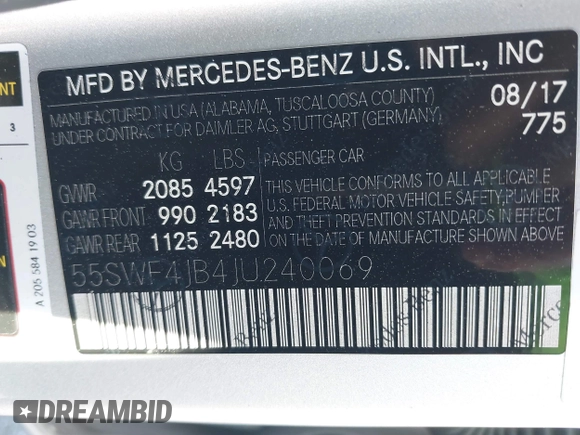 MFD BY MERCEDES-BENZ U.S. INTL., INC
MANUFACTURED IN USA (ALABAMA, TUSCALOOSA COUNTY)
UNDER CONTRACT FOR DAIMLER AG, STUTTGART (GERMANY)
08/17
775
KG LBS PASSENGER CAR
GVWR 2085 4597
GAWR FRONT 990 2183
GAWR REAR 1125 2480
THIS VEHICLE CONFORMS TO ALL APPLICABLE
U.S. FEDERAL MOTOR VEHICLE SAFETY, BUMPER
AND THEFT PREVENTION STANDARDS IN EFFECT
ON THE DATE OF MANUFACTURE SHOWN ABOVE.
55SWF4JB4JU240069
A 205 584 19 03
3
DREAMBID